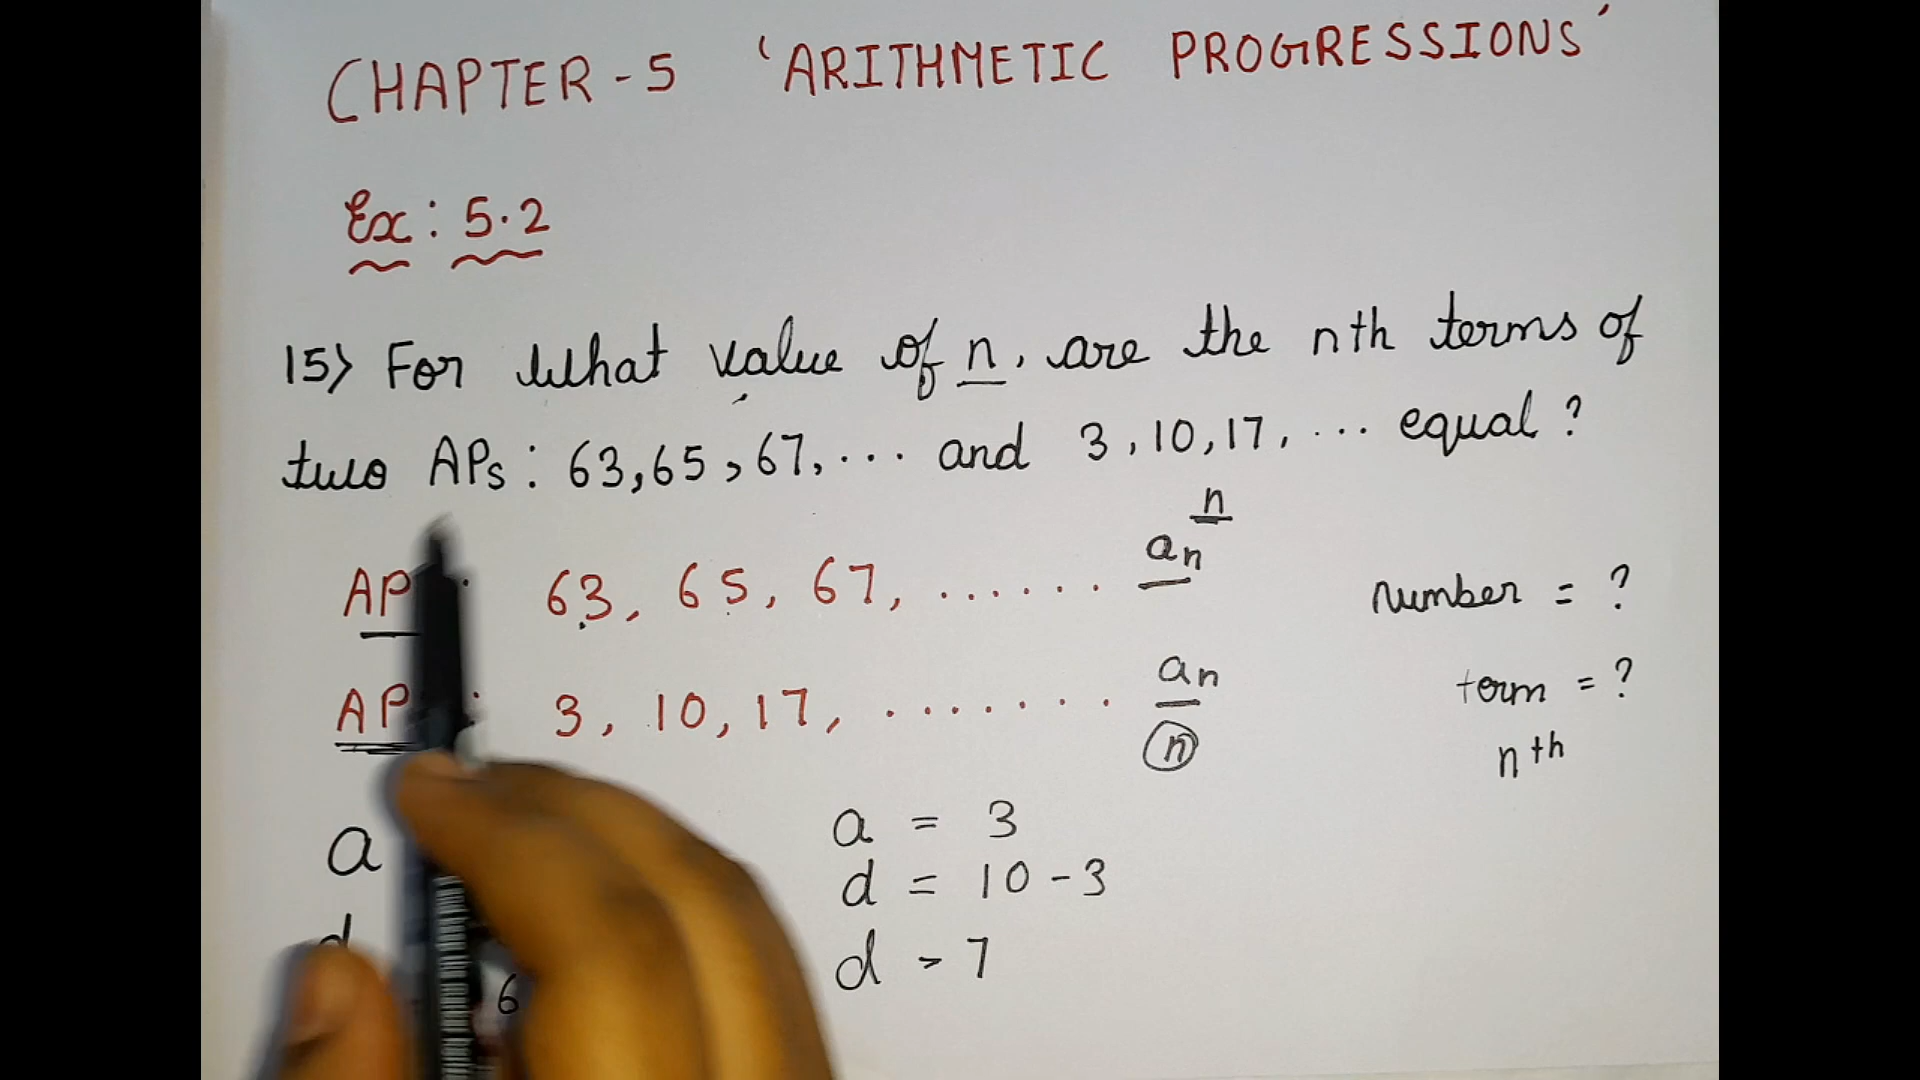 CHAPTER - 5 'ARITHMETIC PROGRESSIONS'
Ex : 5.2
15) For what value of n, are the nth terms of
two APs : 63, 65, 67, ... and 3, 10, 17, ... equal ?
n
AP : 63, 65, 67, ...... an
number = ?
AP : 3, 10, 17, ....... an
term = ?
n
nth
a
a = 3
d = 10 - 3
d
d = 7
6